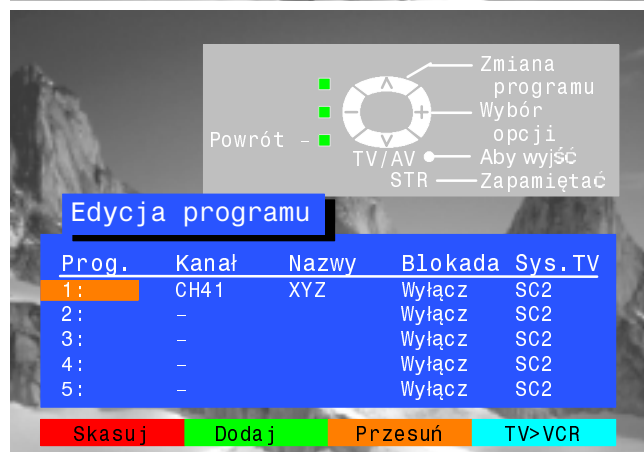 Zmiana
programu
Wybór
opcji
Powrót –
TV/AV Aby wyjść
STR Zapamiętać
Edycja programu
Prog. Kanał Nazwy Blokada Sys.TV
1: CH41 XYZ Wyłącz SC2
2: – Wyłącz SC2
3: – Wyłącz SC2
4: – Wyłącz SC2
5: – Wyłącz SC2
Skasuj Dodaj Przesuń TV>VCR